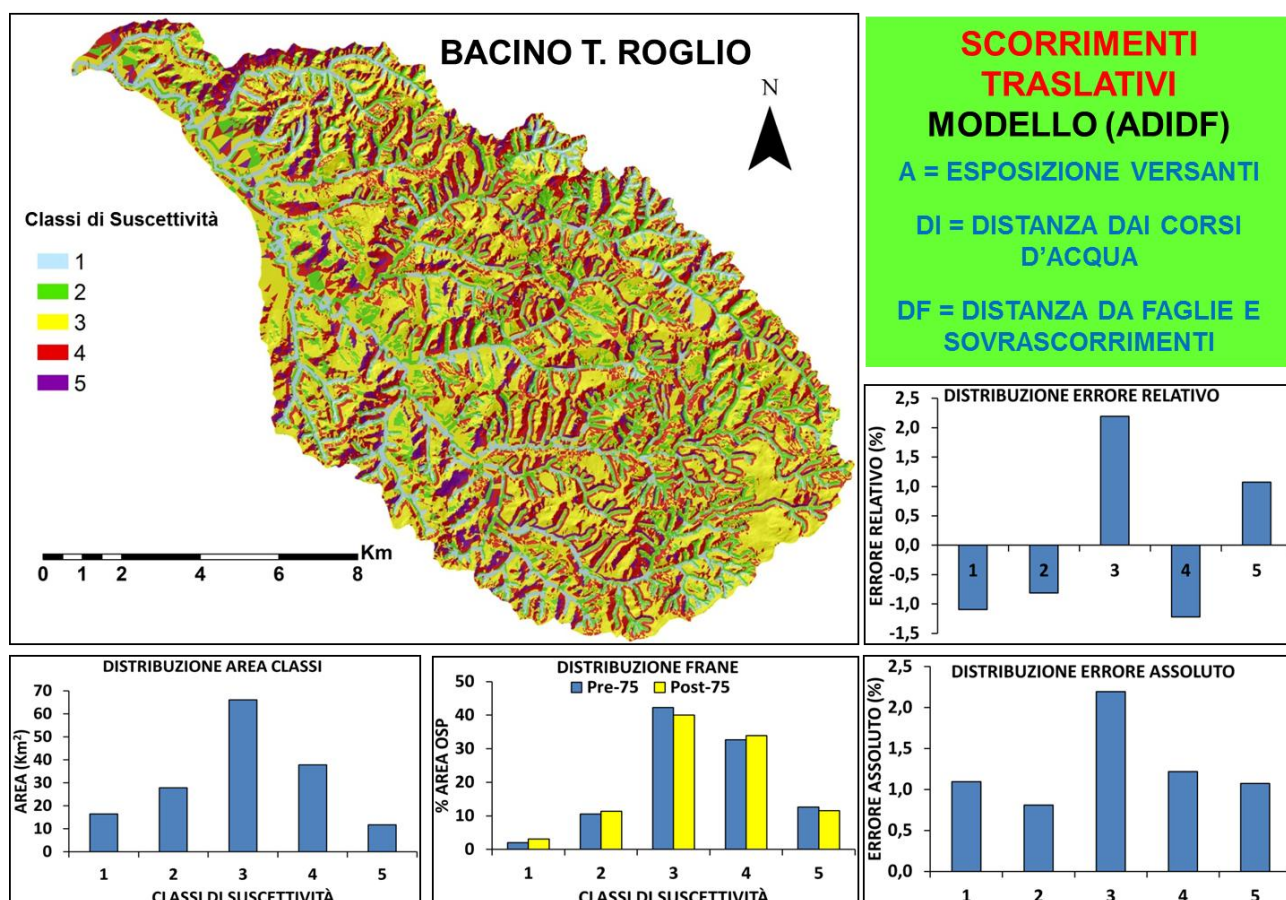 BACINO T. ROGLIO
N
Classi di Suscettività
1
2
3
4
5
Km
0 1 2 4 6 8
SCORRIMENTI
TRASLATIVI
MODELLO (ADIDF)
A = ESPOSIZIONE VERSANTI
DI = DISTANZA DAI CORSI
D'ACQUA
DF = DISTANZA DA FAGLIE E
SOVRASCORRIMENTI
DISTRIBUZIONE ERRORE RELATIVO
ERRORE RELATIVO (%)
2,5
2,0
1,5
1,0
0,5
0,0
-0,5
-1,0
-1,5
1 2 3 4 5
DISTRIBUZIONE AREA CLASSI
AREA (Km²)
70
60
50
40
30
20
10
0
1 2 3 4 5
CLASSI DI SUSCETTIVITÀ
DISTRIBUZIONE FRANE
Pre-75 Post-75
% AREA OSP
50
40
30
20
10
0
1 2 3 4 5
CLASSI DI SUSCETTIVITÀ
DISTRIBUZIONE ERRORE ASSOLUTO
ERRORE ASSOLUTO (%)
2,5
2,0
1,5
1,0
0,5
0,0
1 2 3 4 5